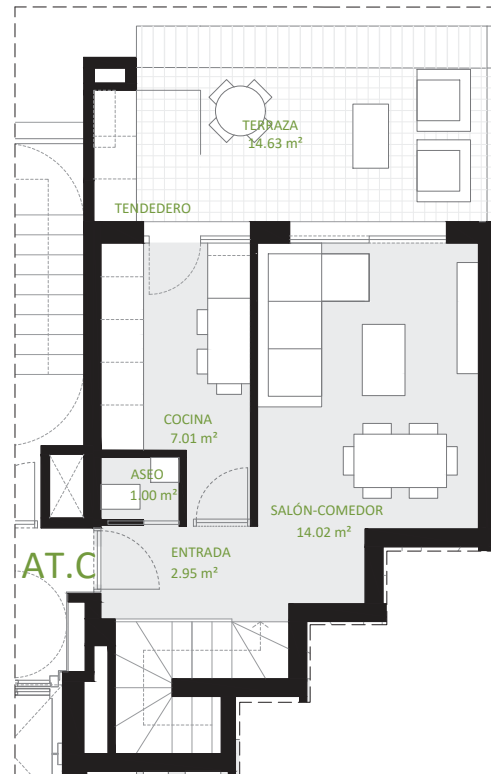 TERRAZA
14.63 m²
TENDEDERO
COCINA
7.01 m²
ASEO
1.00 m²
SALÓN-COMEDOR
14.02 m²
ENTRADA
2.95 m²
AT.C